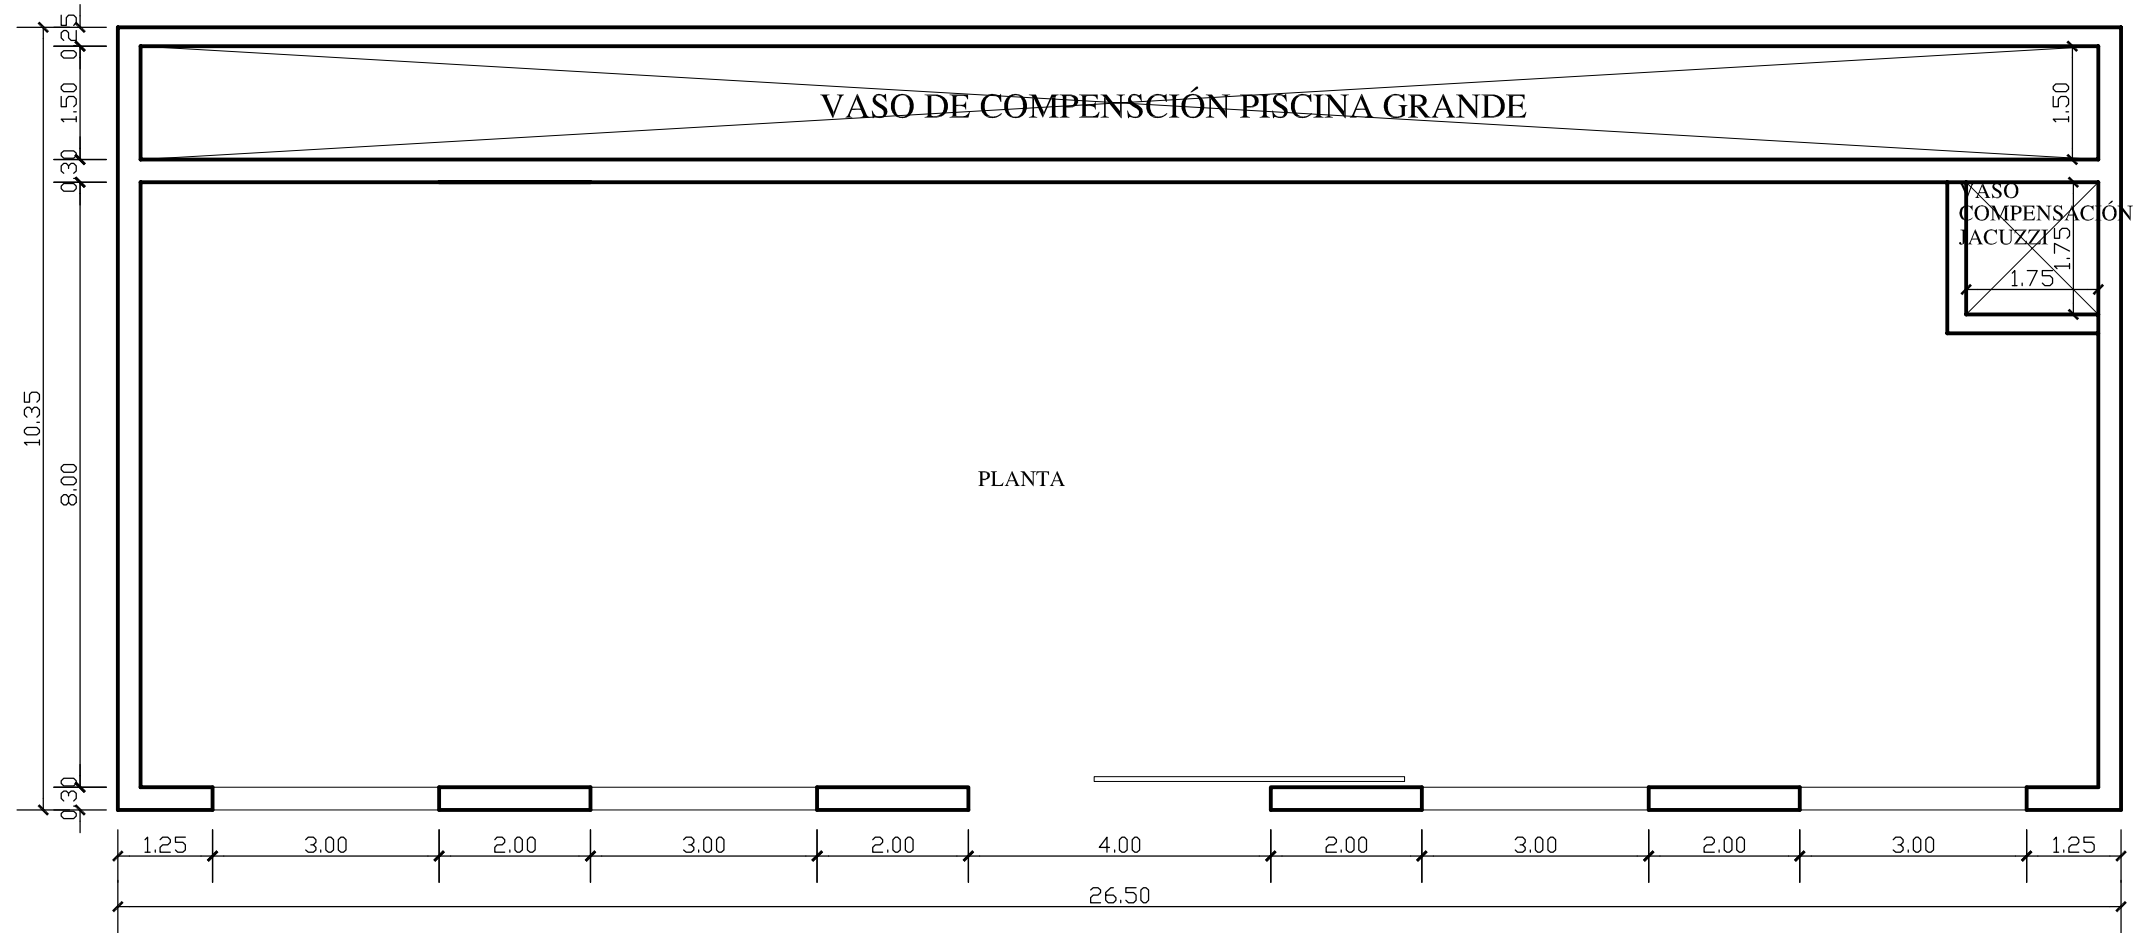 0.25
VASO DE COMPENSCIÓN PISCINA GRANDE
1.50
1.50
0.30
VASO
COMPENSACIÓN
JACUZZI
1.75
1.75
10.35
8.00
PLANTA
0.30
1.25 3.00 2.00 3.00 2.00 4.00 2.00 3.00 2.00 3.00 1.25
26.50